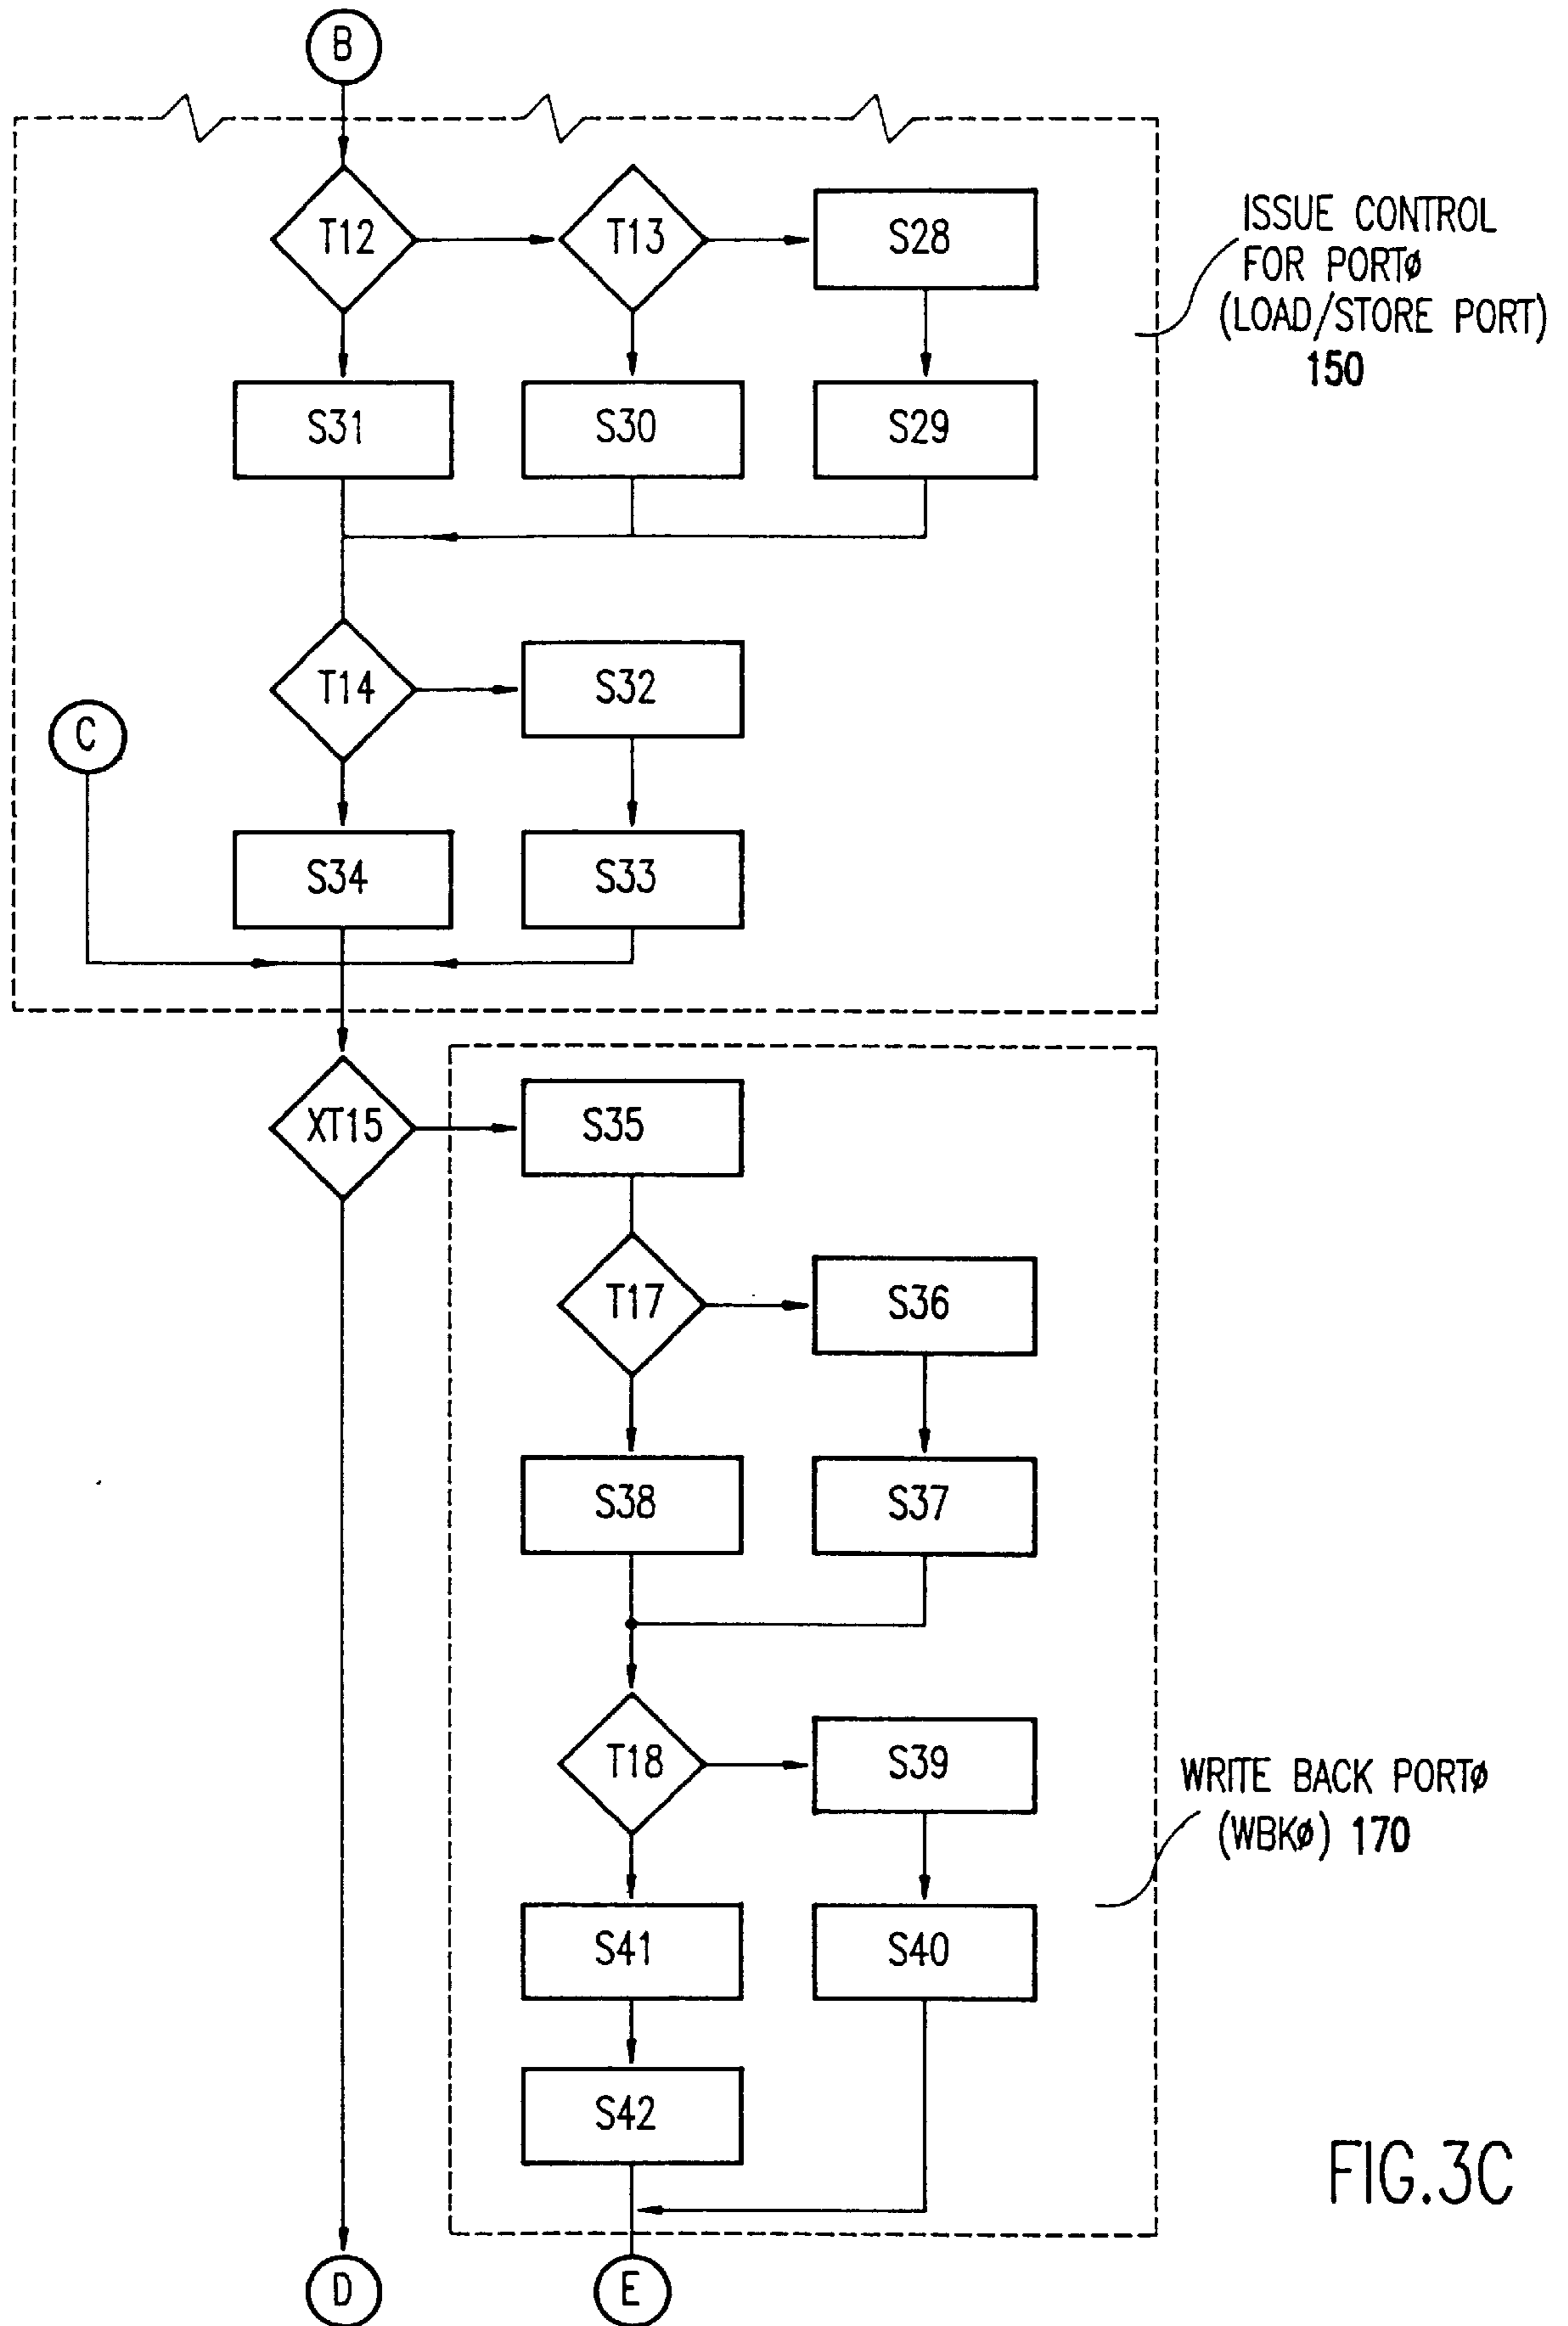 B
T12
T13
S28
ISSUE CONTROL
FOR PORTø
(LOAD/STORE PORT)
150
S31
S30
S29
T14
S32
C
S34
S33
XT15
S35
T17
S36
S38
S37
T18
S39
WRITE BACK PORTø
(WBKø) 170
S41
S40
S42
FIG.3C
D
E